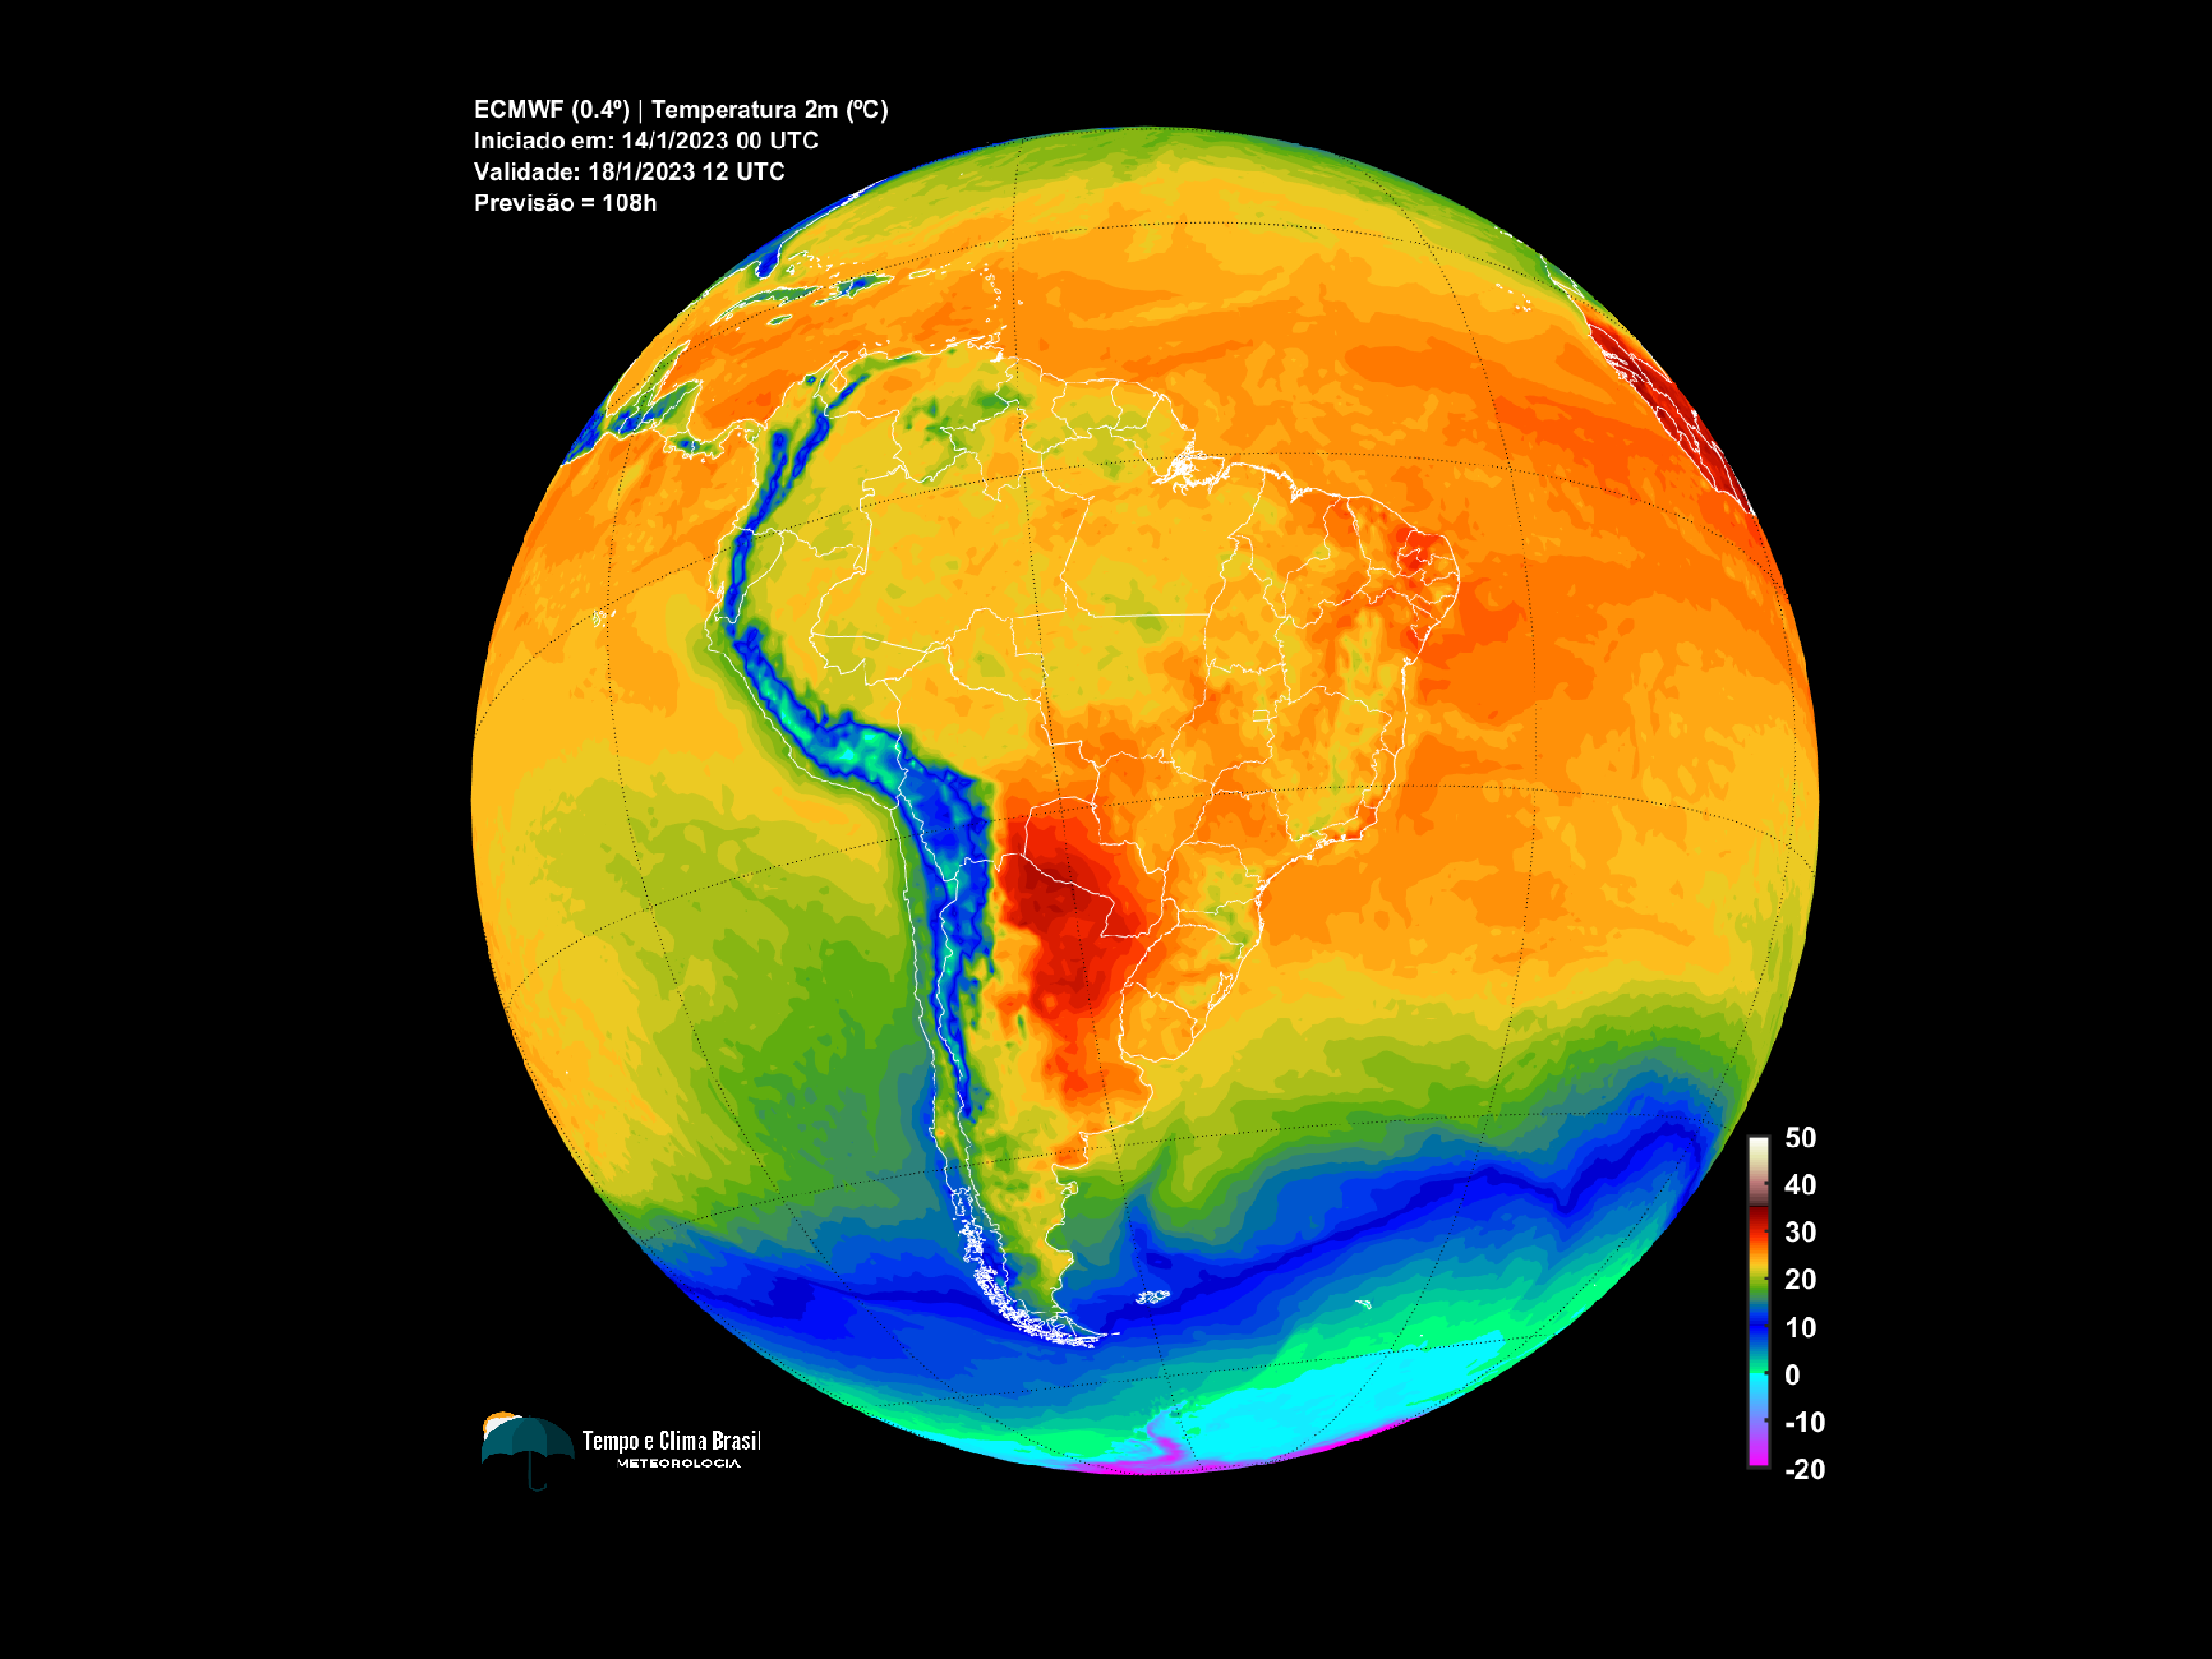 ECMWF (0.4º) | Temperatura 2m (ºC)
Iniciado em: 14/1/2023 00 UTC
Validade: 18/1/2023 12 UTC
Previsão = 108h
50
40
30
20
10
0
-10
-20
Tempo e Clima Brasil
METEOROLOGIA